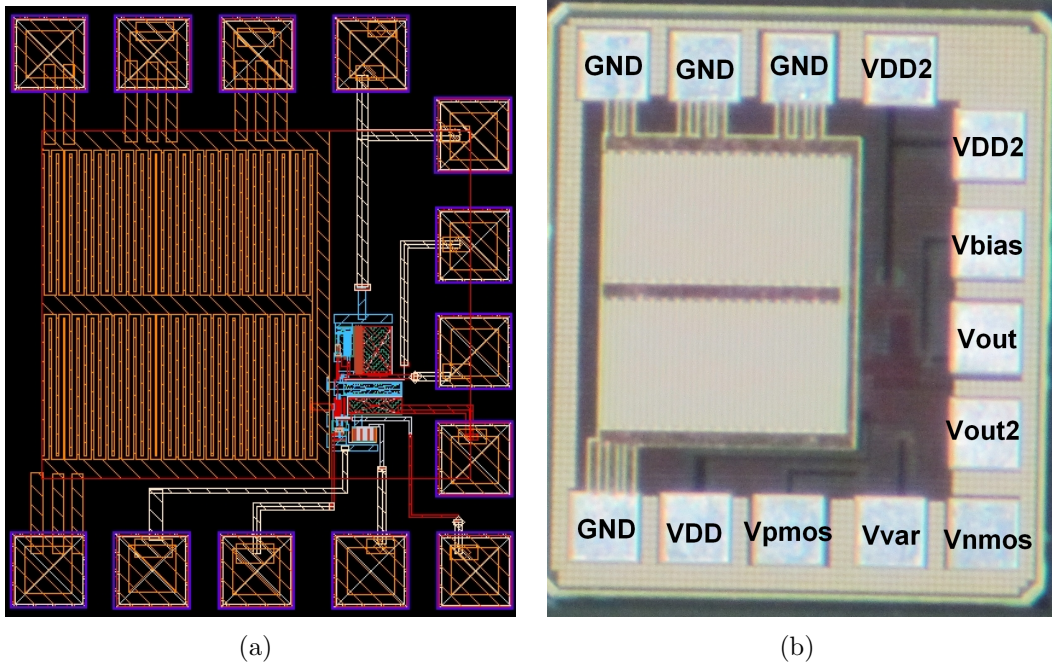 GND
GND
GND
VDD2
VDD2
Vbias
Vout
Vout2
GND
VDD
Vpmos
Vvar
Vnmos
(a)
(b)